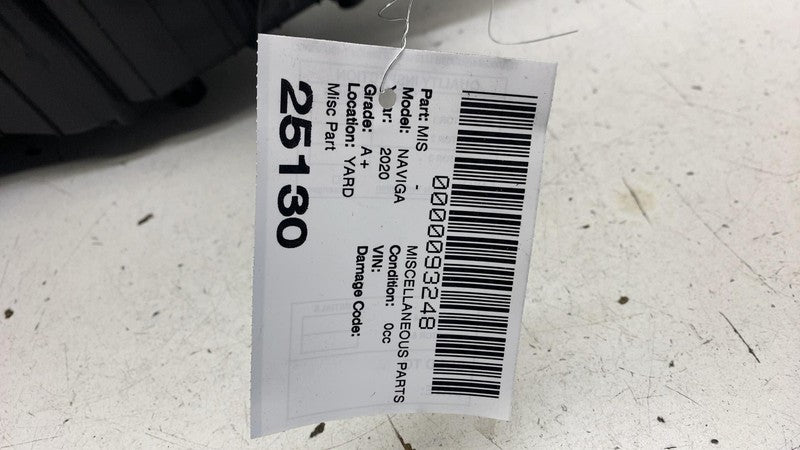 0000093248
Part: MIS - MISCELLANEOUS PARTS
Model: NAVIGA Condition: 0cc
ar: 2020 VIN:
Grade: A+ Damage Code:
Location: YARD
Misc Part
25130